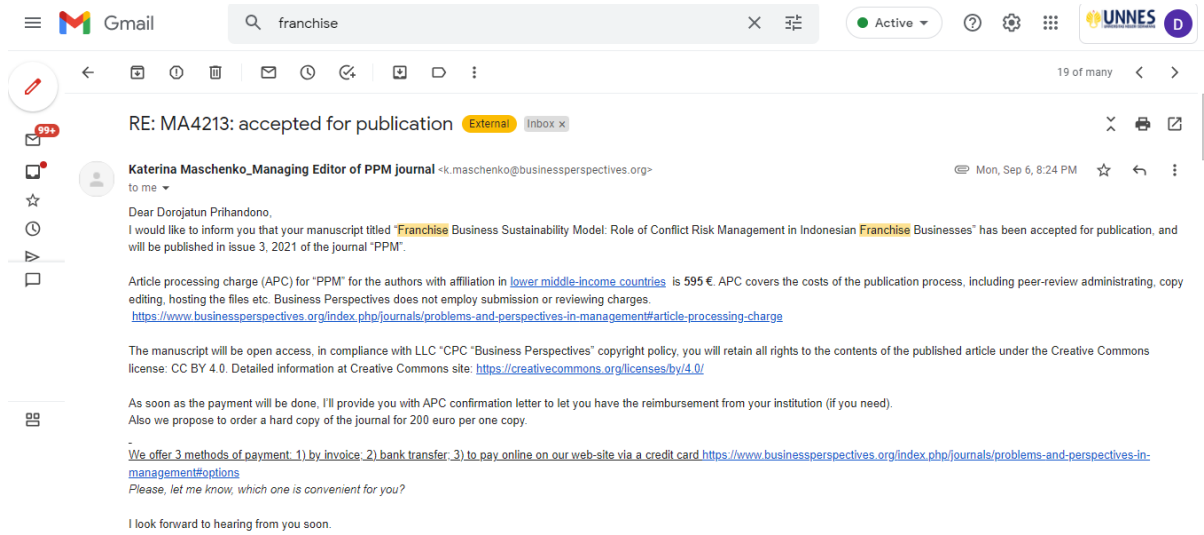 Gmail
franchise
Active
UNNES
D
19 of many
99+
RE: MA4213: accepted for publication External Inbox x
Katerina Maschenko_Managing Editor of PPM journal <k.maschenko@businessperspectives.org>
Mon, Sep 6, 8:24 PM
to me
Dear Dorojatun Prihandono,
I would like to inform you that your manuscript titled “Franchise Business Sustainability Model: Role of Conflict Risk Management in Indonesian Franchise Businesses” has been accepted for publication, and
will be published in issue 3, 2021 of the journal “PPM”.
Article processing charge (APC) for “PPM” for the authors with affiliation in lower middle-income countries is 595 €. APC covers the costs of the publication process, including peer-review administrating, copy
editing, hosting the files etc. Business Perspectives does not employ submission or reviewing charges.
https://www.businessperspectives.org/index.php/journals/problems-and-perspectives-in-management#article-processing-charge
The manuscript will be open access, in compliance with LLC “CPC “Business Perspectives” copyright policy, you will retain all rights to the contents of the published article under the Creative Commons
license: CC BY 4.0. Detailed information at Creative Commons site: https://creativecommons.org/licenses/by/4.0/
As soon as the payment will be done, I’ll provide you with APC confirmation letter to let you have the reimbursement from your institution (if you need).
Also we propose to order a hard copy of the journal for 200 euro per one copy.
We offer 3 methods of payment: 1) by invoice; 2) bank transfer; 3) to pay online on our web-site via a credit card https://www.businessperspectives.org/index.php/journals/problems-and-perspectives-in-
management#options
Please, let me know, which one is convenient for you?
I look forward to hearing from you soon.